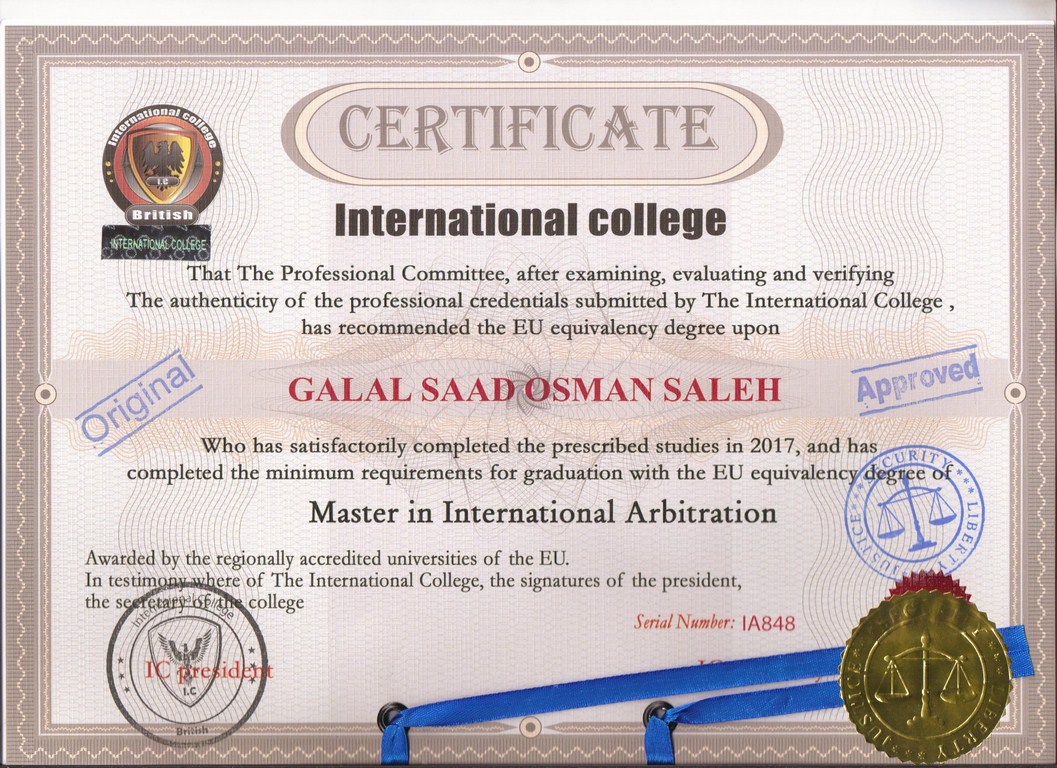 CERTIFICATE
International college
I.C
British
INTERNATIONAL COLLEGE
International college
That The Professional Committee, after examining, evaluating and verifying
The authenticity of the professional credentials submitted by The International College ,
has recommended the EU equivalency degree upon
Original
GALAL SAAD OSMAN SALEH
Approved
Who has satisfactorily completed the prescribed studies in 2017, and has
completed the minimum requirements for graduation with the EU equivalency degree of
SECURITY
JUSTICE
LIBERTY
Master in International Arbitration
Awarded by the regionally accredited universities of the EU.
In testimony where of The International College, the signatures of the president,
the secretary of the college
Serial Number: IA848
International College
I.C
British
IC president
IC
JUSTICE
LIBERTY